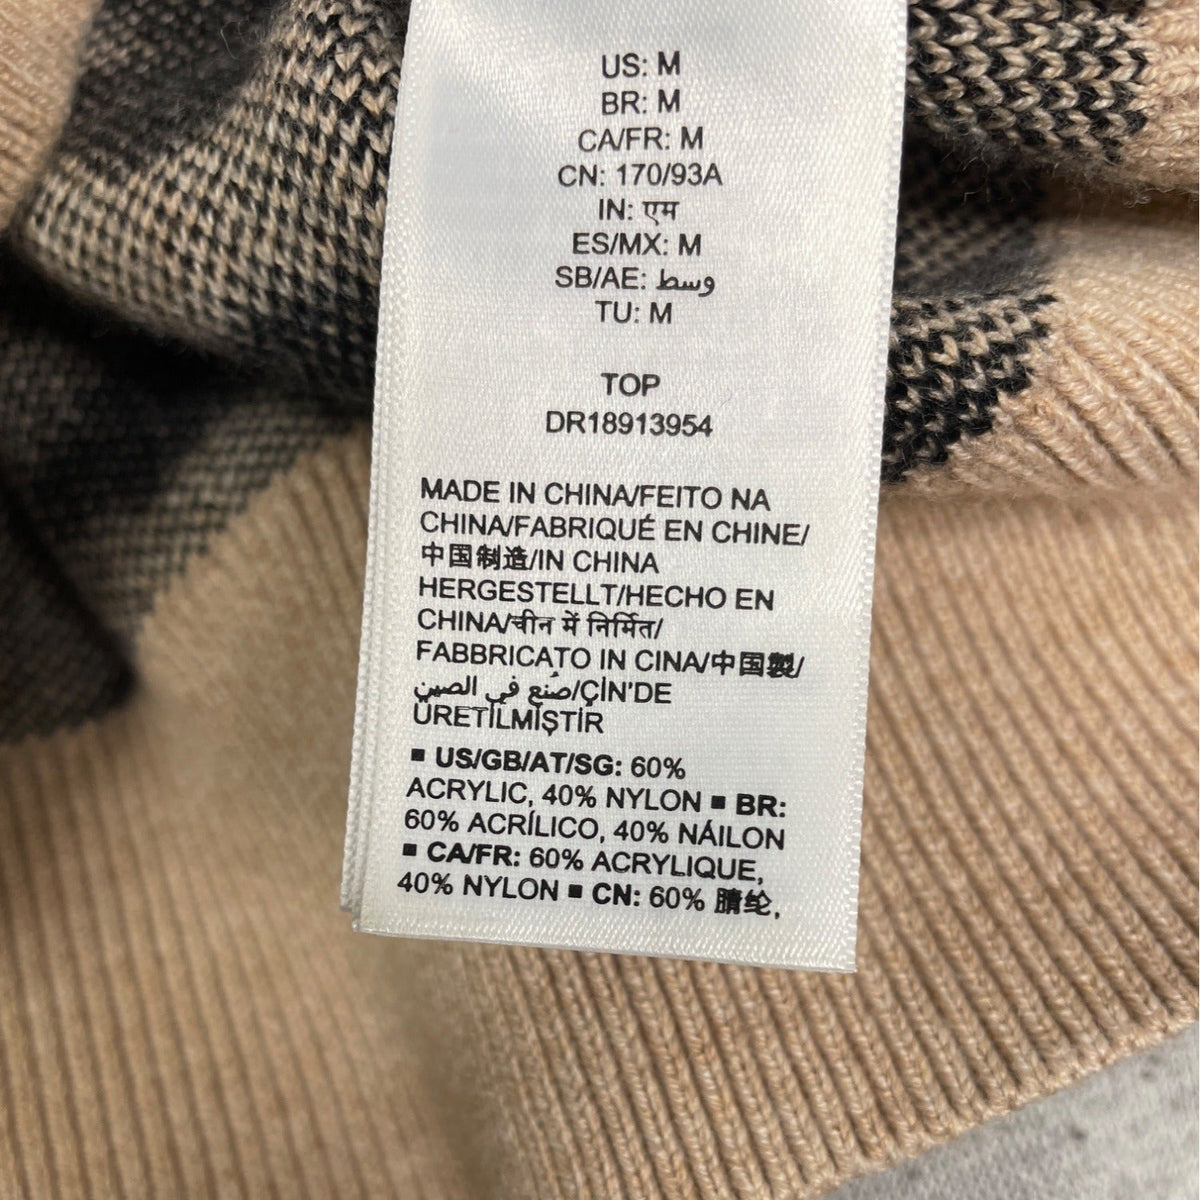 US: M
BR: M
CA/FR: M
CN: 170/93A
IN: एम
ES/MX: M
SB/AE: وسط
TU: M
TOP
DR18913954
MADE IN CHINA/FEITO NA
CHINA/FABRIQUÉ EN CHINE/
中国制造/IN CHINA
HERGESTELLT/HECHO EN
CHINA/चीन में निर्मित/
FABBRICATO IN CINA/中国製/
صُنع في الصين/ÇİN'DE
ÜRETİLMİŞTİR
▪ US/GB/AT/SG: 60%
ACRYLIC, 40% NYLON ▪ BR:
60% ACRÍLICO, 40% NÁILON
▪ CA/FR: 60% ACRYLIQUE,
40% NYLON ▪ CN: 60% 腈纶,